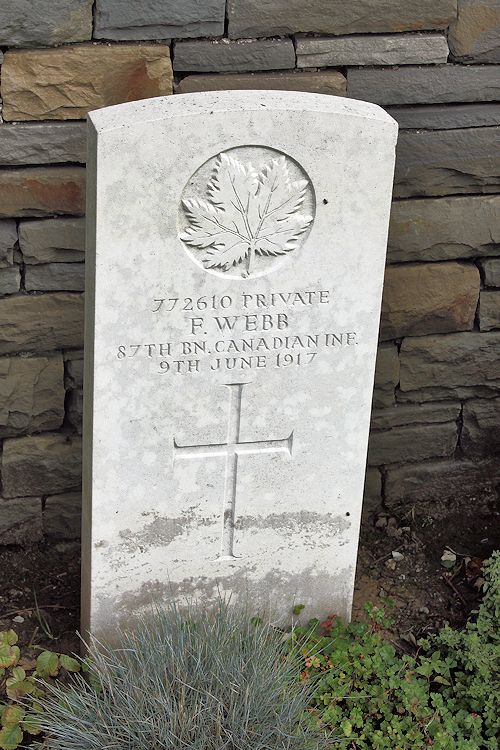 772610 PRIVATE
F. WEBB
87TH BN. CANADIAN INF.
9TH JUNE 1917